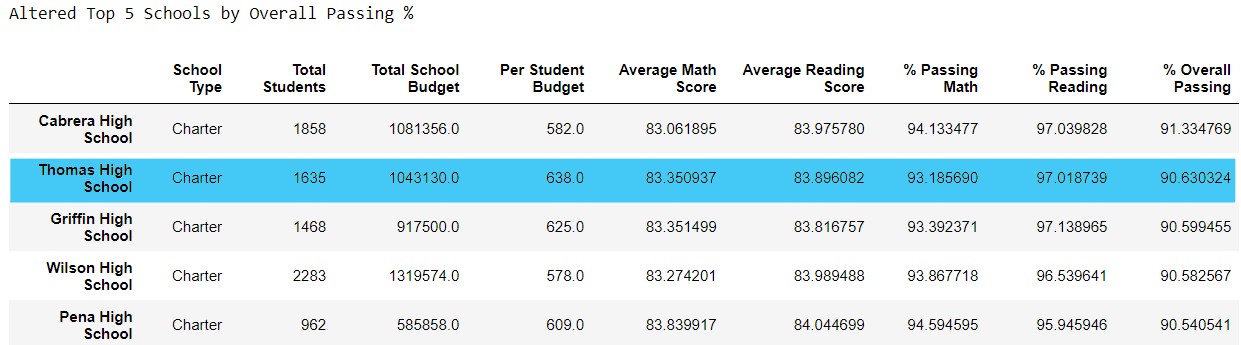 Altered Top 5 Schools by Overall Passing %
School Type Total Students Total School Budget Per Student Budget Average Math Score Average Reading Score % Passing Math % Passing Reading % Overall Passing
Cabrera High School Charter 1858 1081356.0 582.0 83.061895 83.975780 94.133477 97.039828 91.334769
Thomas High School Charter 1635 1043130.0 638.0 83.350937 83.896082 93.185690 97.018739 90.630324
Griffin High School Charter 1468 917500.0 625.0 83.351499 83.816757 93.392371 97.138965 90.599455
Wilson High School Charter 2283 1319574.0 578.0 83.274201 83.989488 93.867718 96.539641 90.582567
Pena High School Charter 962 585858.0 609.0 83.839917 84.044699 94.594595 95.945946 90.540541